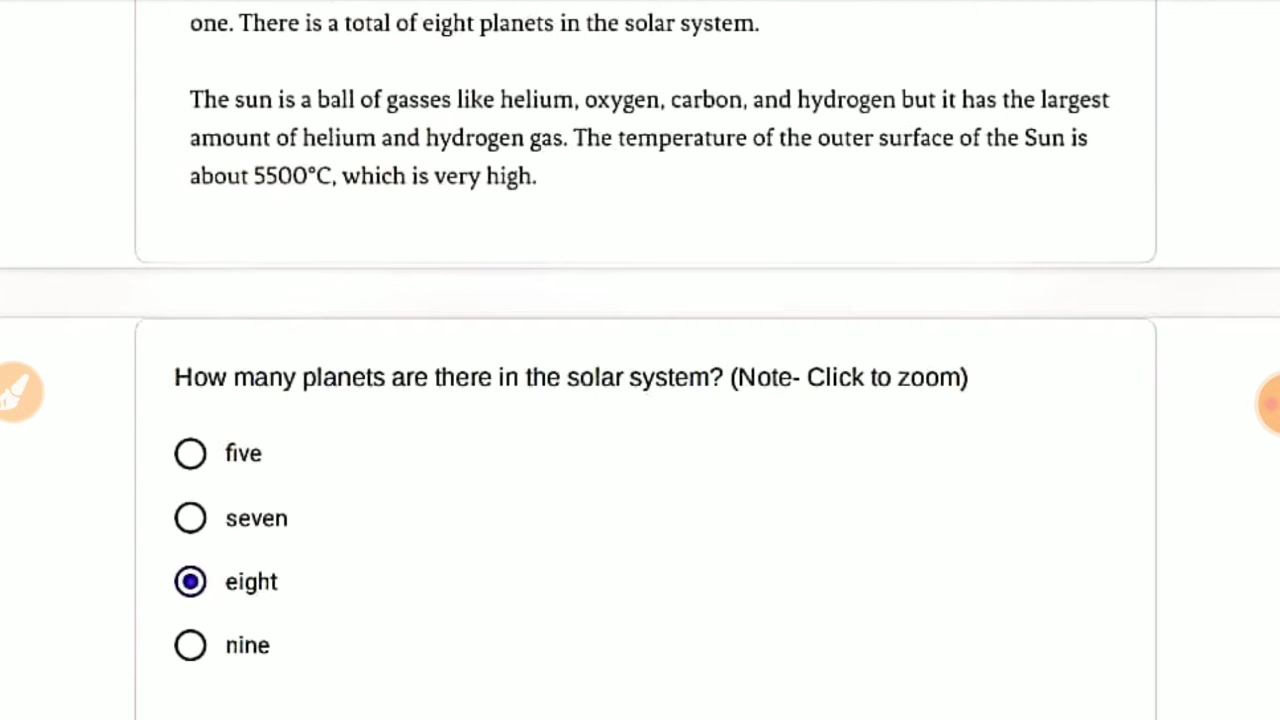 one. There is a total of eight planets in the solar system.
The sun is a ball of gasses like helium, oxygen, carbon, and hydrogen but it has the largest
amount of helium and hydrogen gas. The temperature of the outer surface of the Sun is
about 5500°C, which is very high.
How many planets are there in the solar system? (Note- Click to zoom)
five
seven
eight
nine